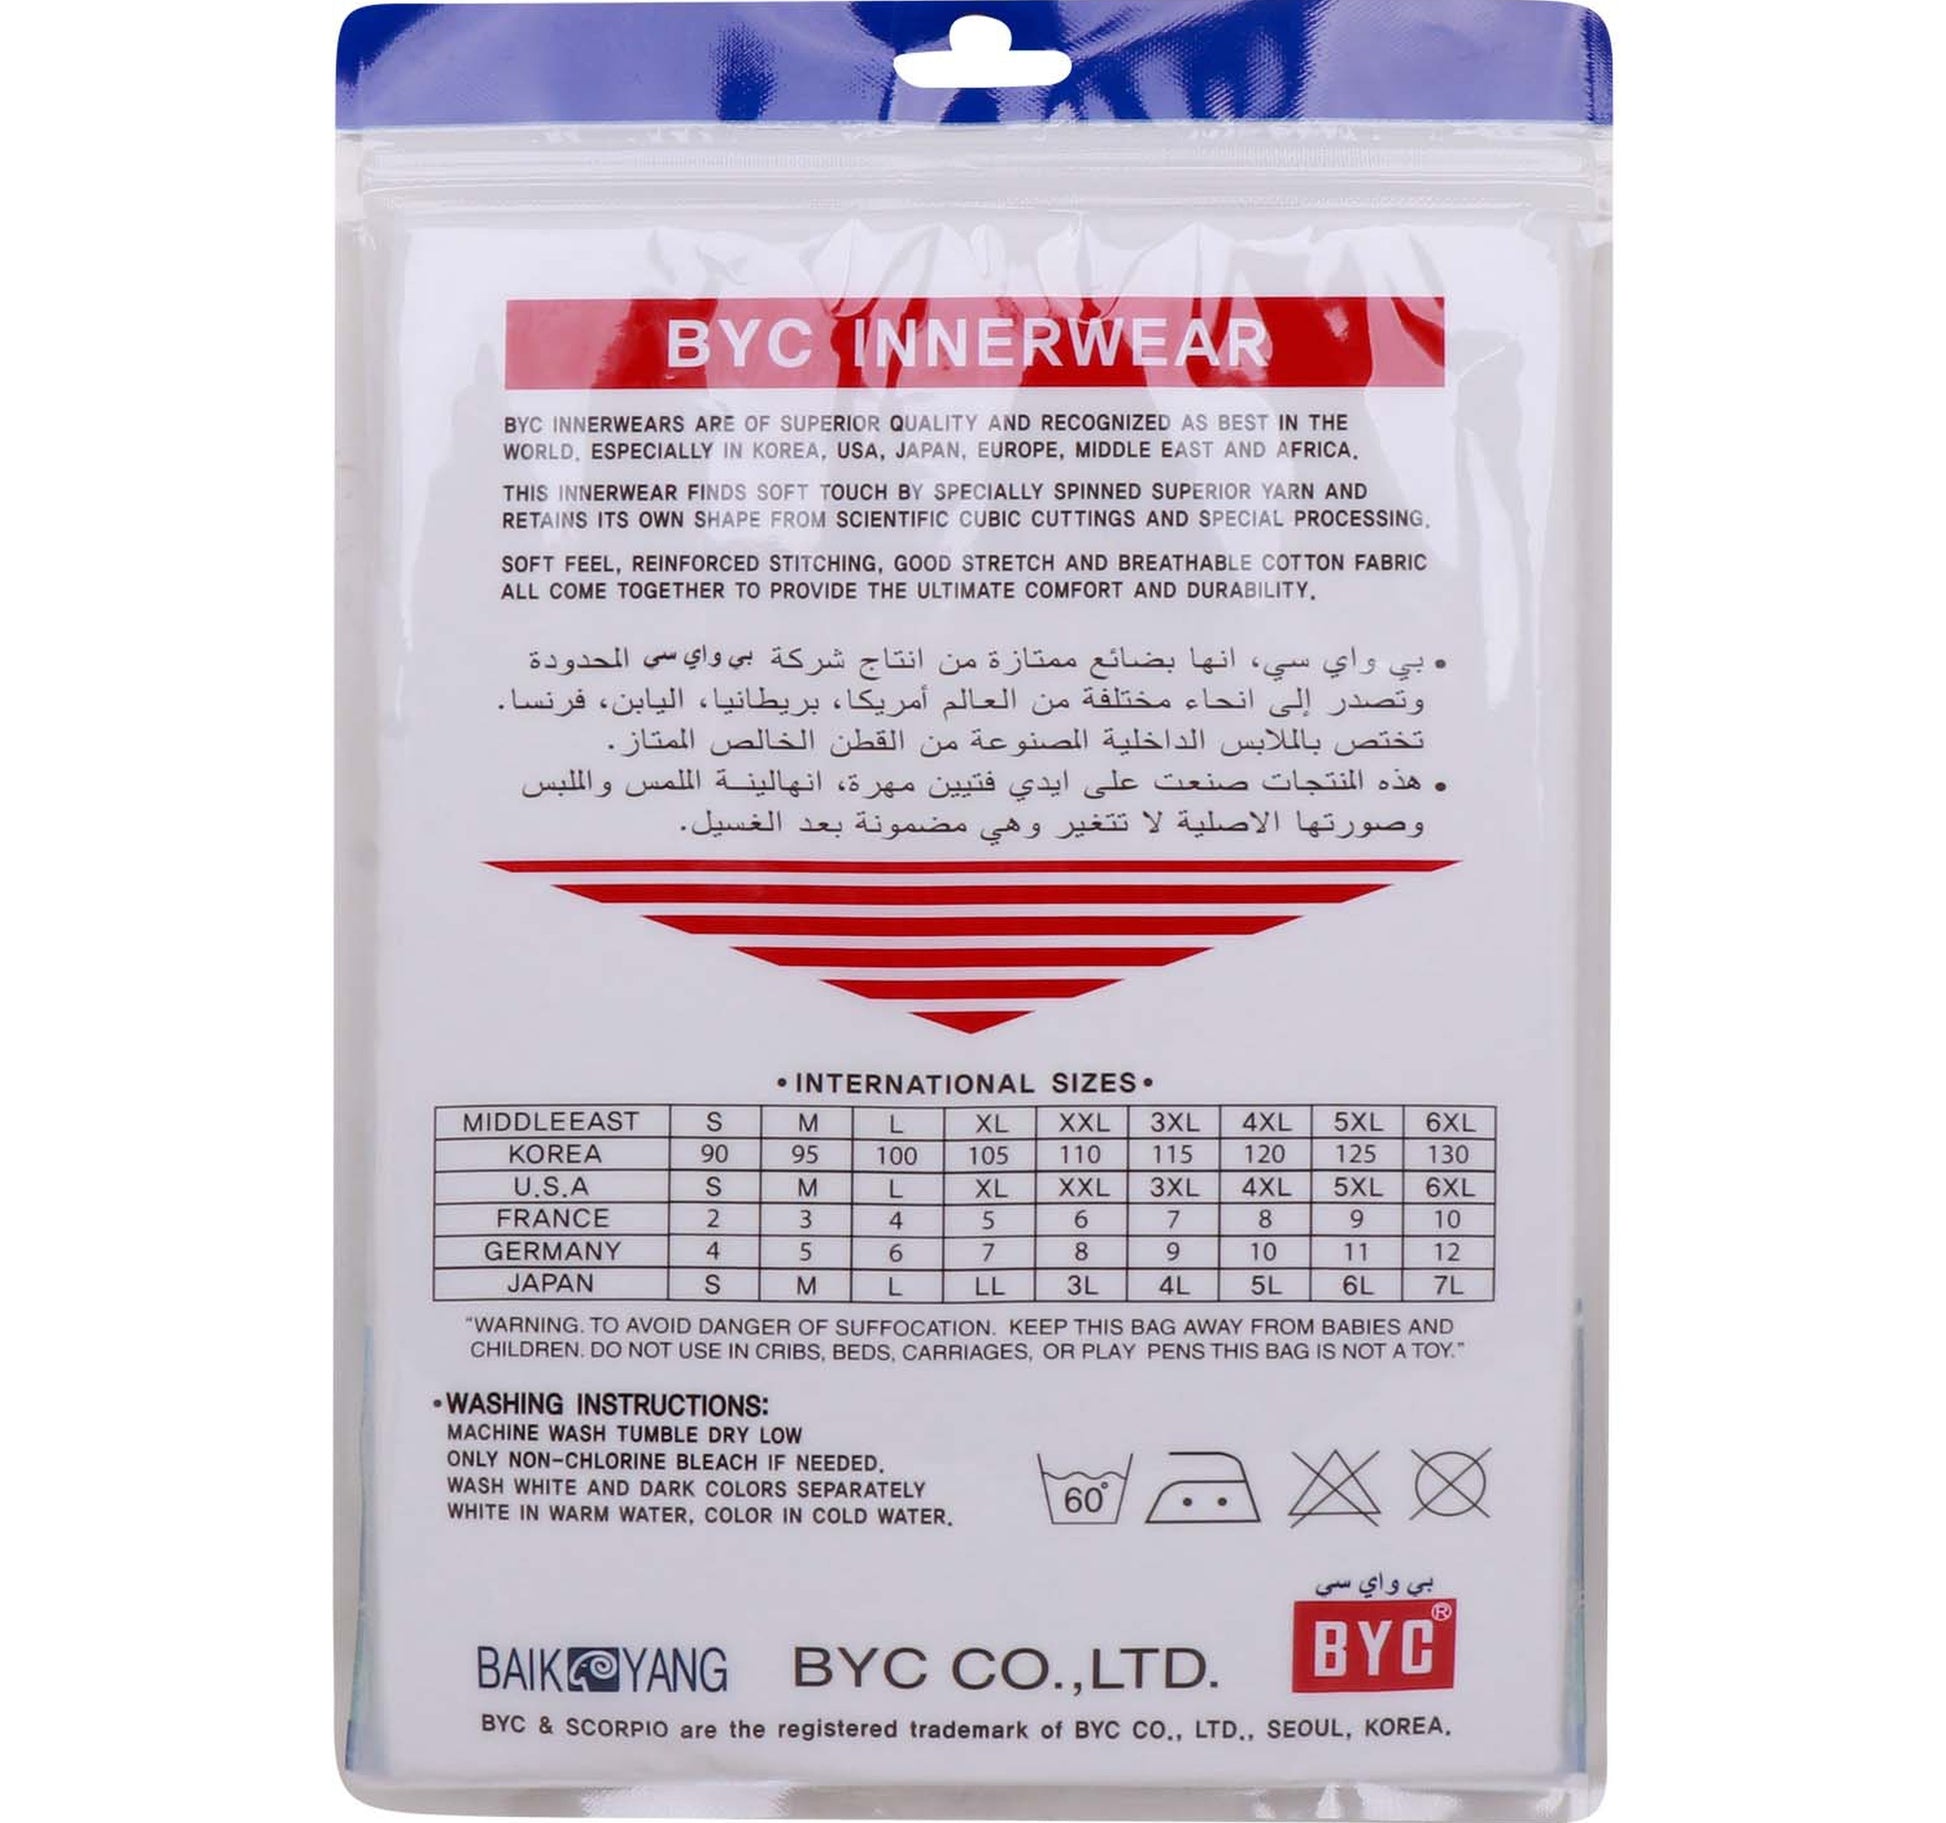 BYC INNERWEAR
BYC INNERWEARS ARE OF SUPERIOR QUALITY AND RECOGNIZED AS BEST IN THE
WORLD, ESPECIALLY IN KOREA, USA, JAPAN, EUROPE, MIDDLE EAST AND AFRICA.
THIS INNERWEAR FINDS SOFT TOUCH BY SPECIALLY SPINNED SUPERIOR YARN AND
RETAINS ITS OWN SHAPE FROM SCIENTIFIC CUBIC CUTTINGS AND SPECIAL PROCESSING.
SOFT FEEL, REINFORCED STITCHING, GOOD STRETCH AND BREATHABLE COTTON FABRIC
ALL COME TOGETHER TO PROVIDE THE ULTIMATE COMFORT AND DURABILITY.
• بي واي سي، انها بضائع ممتازة من انتاج شركة بي واي سي المحدودة
وتصدر إلى انحاء مختلفة من العالم أمريكا، بريطانيا، اليابن، فرنسا.
تختص بالملابس الداخلية المصنوعة من القطن الخالص الممتاز.
• هذه المنتجات صنعت على ايدي فتيين مهرة، انهالينة الملمس والملبس
وصورتها الاصلية لا تتغير وهي مضمونة بعد الغسيل.
• INTERNATIONAL SIZES •
MIDDLEEAST S M L XL XXL 3XL 4XL 5XL 6XL
KOREA 90 95 100 105 110 115 120 125 130
U.S.A S M L XL XXL 3XL 4XL 5XL 6XL
FRANCE 2 3 4 5 6 7 8 9 10
GERMANY 4 5 6 7 8 9 10 11 12
JAPAN S M L LL 3L 4L 5L 6L 7L
"WARNING. TO AVOID DANGER OF SUFFOCATION. KEEP THIS BAG AWAY FROM BABIES AND
CHILDREN. DO NOT USE IN CRIBS, BEDS, CARRIAGES, OR PLAY PENS THIS BAG IS NOT A TOY."
• WASHING INSTRUCTIONS:
MACHINE WASH TUMBLE DRY LOW
ONLY NON-CHLORINE BLEACH IF NEEDED.
WASH WHITE AND DARK COLORS SEPARATELY
WHITE IN WARM WATER, COLOR IN COLD WATER.
60°
بي واي سي
BYC®
BAIK YANG
BYC CO.,LTD.
BYC & SCORPIO are the registered trademark of BYC CO., LTD., SEOUL, KOREA.